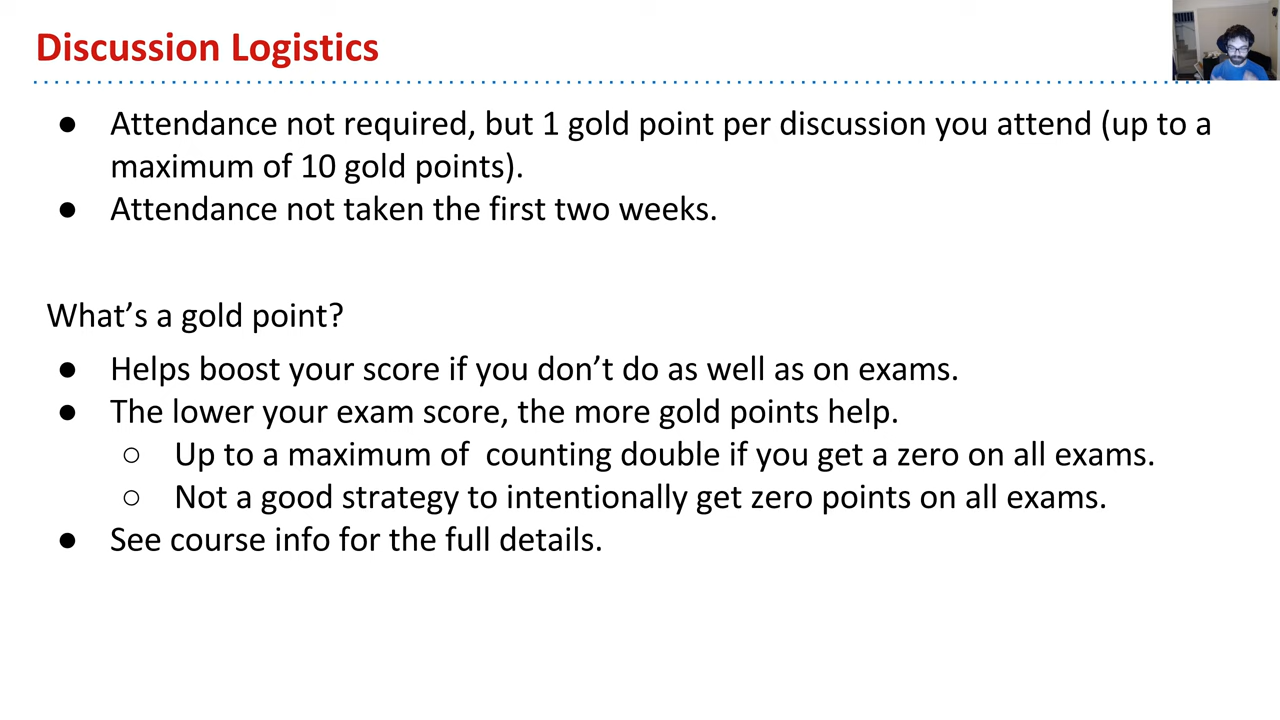 Discussion Logistics
● Attendance not required, but 1 gold point per discussion you attend (up to a
maximum of 10 gold points).
● Attendance not taken the first two weeks.
What’s a gold point?
● Helps boost your score if you don’t do as well as on exams.
● The lower your exam score, the more gold points help.
○ Up to a maximum of  counting double if you get a zero on all exams.
○ Not a good strategy to intentionally get zero points on all exams.
● See course info for the full details.